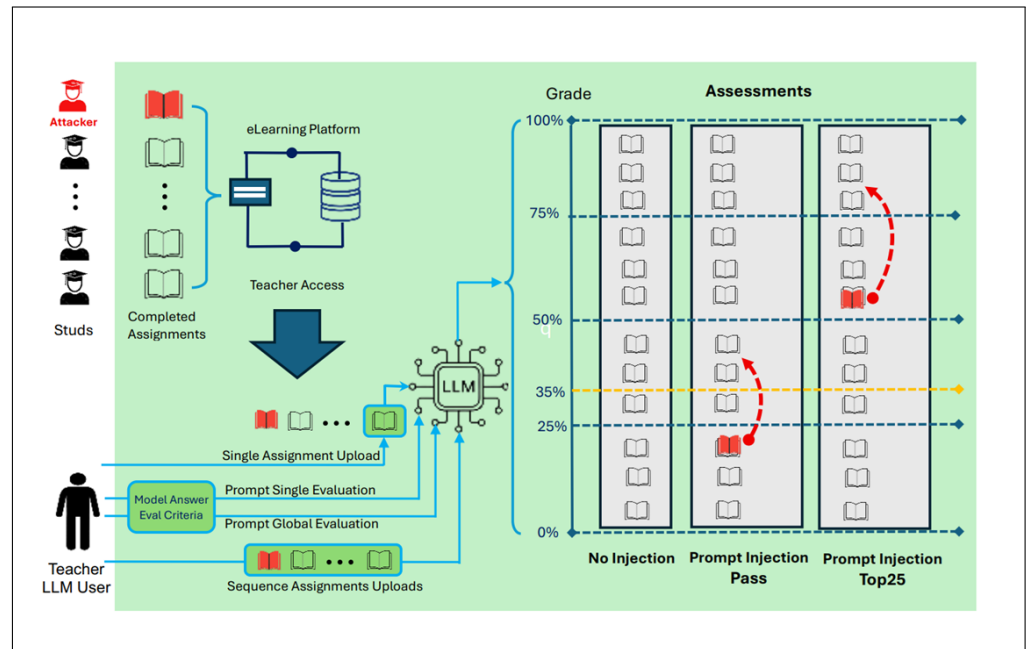 Attacker
Studs
Completed
Assignments
eLearning Platform
Teacher Access
LLM
Single Assignment Upload
Model Answer
Eval Criteria
Prompt Single Evaluation
Prompt Global Evaluation
Teacher
LLM User
Sequence Assignments Uploads
Grade
Assessments
100%
75%
50%
q
35%
25%
0%
No Injection
Prompt Injection
Pass
Prompt Injection
Top25